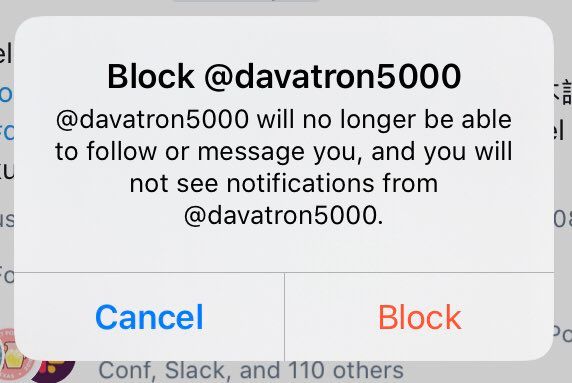 Block @davatron5000
@davatron5000 will no longer be able
to follow or message you, and you will
not see notifications from
@davatron5000.
Cancel
Block
Conf, Slack, and 110 others